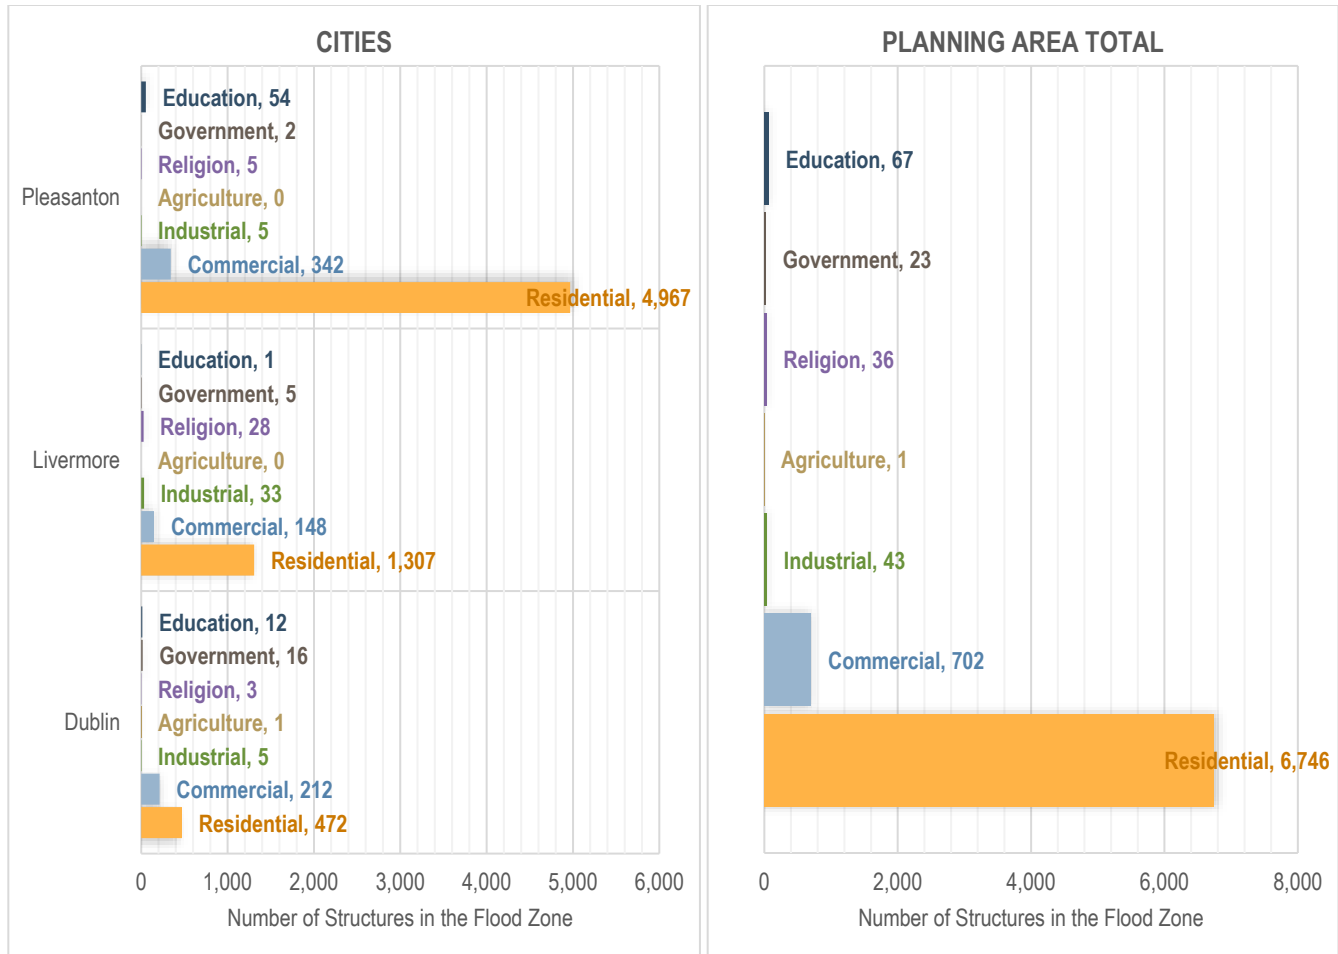 CITIES
Pleasanton
Education, 54
Government, 2
Religion, 5
Agriculture, 0
Industrial, 5
Commercial, 342
Residential, 4,967
Livermore
Education, 1
Government, 5
Religion, 28
Agriculture, 0
Industrial, 33
Commercial, 148
Residential, 1,307
Dublin
Education, 12
Government, 16
Religion, 3
Agriculture, 1
Industrial, 5
Commercial, 212
Residential, 472
0 1,000 2,000 3,000 4,000 5,000 6,000
Number of Structures in the Flood Zone
PLANNING AREA TOTAL
Education, 67
Government, 23
Religion, 36
Agriculture, 1
Industrial, 43
Commercial, 702
Residential, 6,746
0 2,000 4,000 6,000 8,000
Number of Structures in the Flood Zone